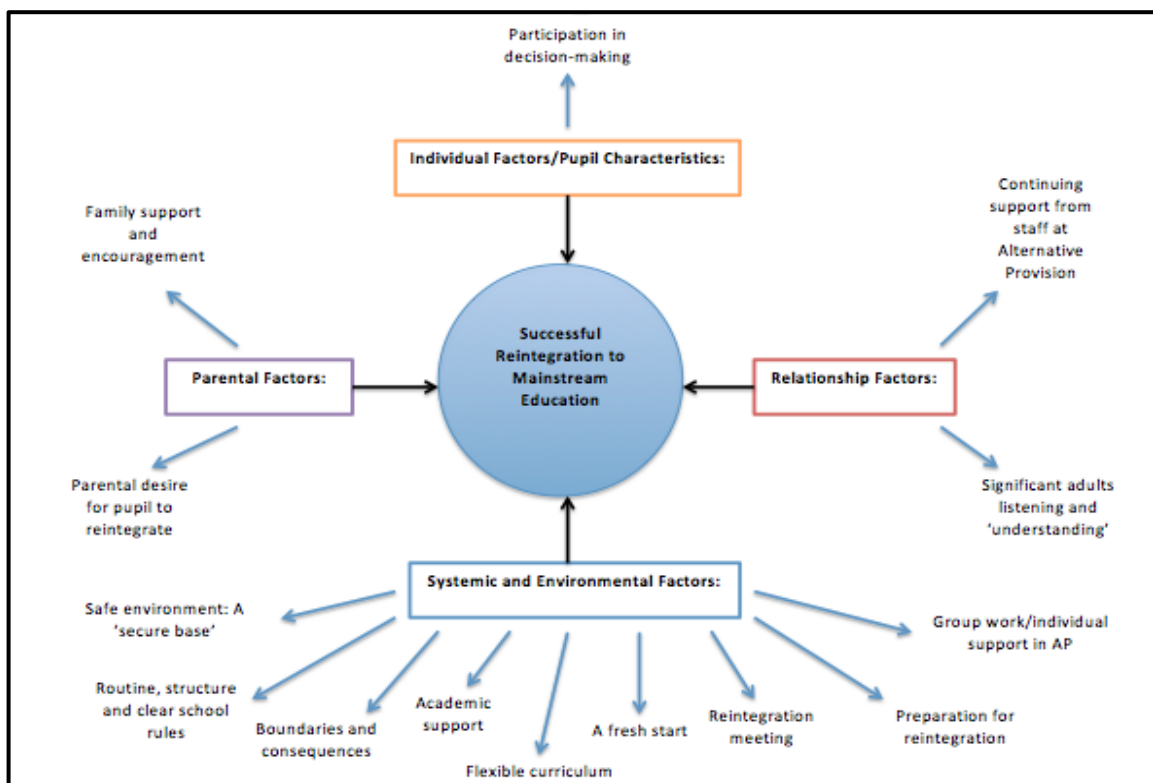 Participation in
decision-making
Individual Factors/Pupil Characteristics:
Family support
and
encouragement
Continuing
support from
staff at
Alternative
Provision
Successful
Reintegration to
Mainstream
Education
Parental Factors:
Relationship Factors:
Parental desire
for pupil to
reintegrate
Significant adults
listening and
‘understanding’
Systemic and Environmental Factors:
Safe environment: A
‘secure base’
Routine, structure
and clear school
rules
Boundaries and
consequences
Academic
support
Flexible curriculum
A fresh start
Reintegration
meeting
Preparation for
reintegration
Group work/individual
support in AP